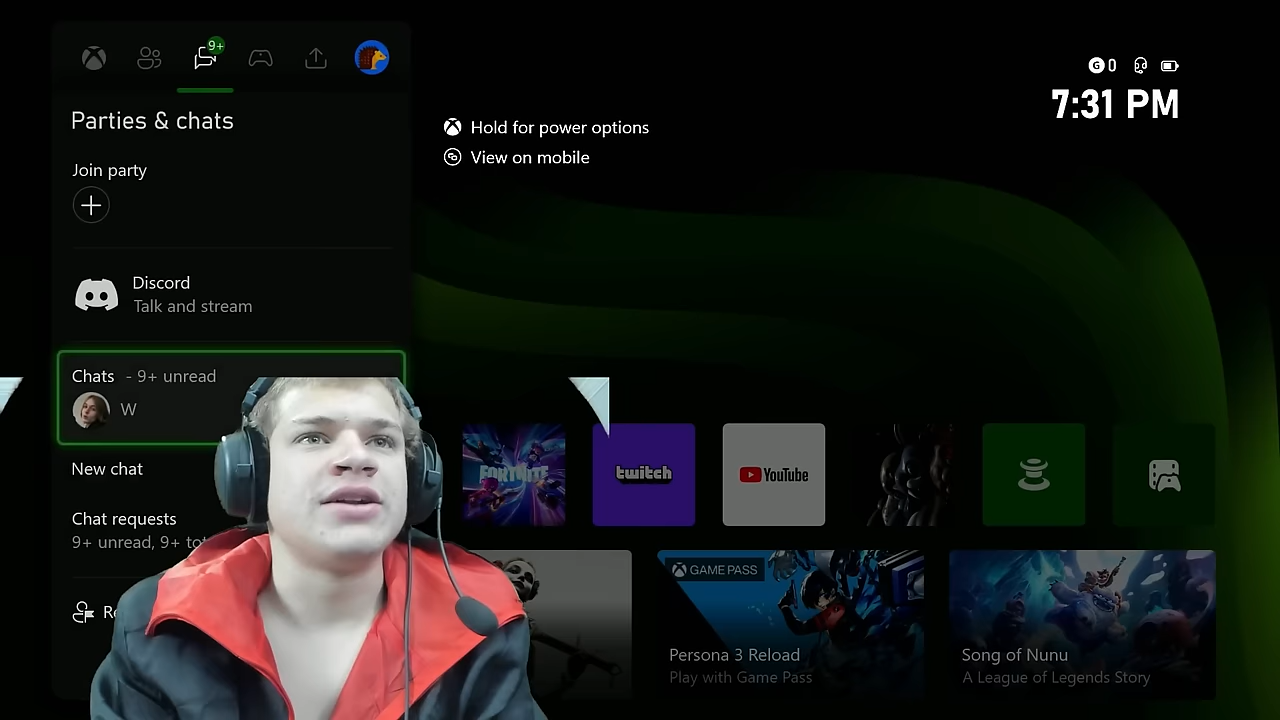 9+
G 0
7:31 PM
Parties & chats
Hold for power options
View on mobile
Join party
Discord
Talk and stream
Chats - 9+ unread
W
New chat
FORTNITE
twitch
YouTube
Chat requests
9+ unread, 9+ tot
GAME PASS
Persona 3 Reload
Play with Game Pass
Song of Nunu
A League of Legends Story